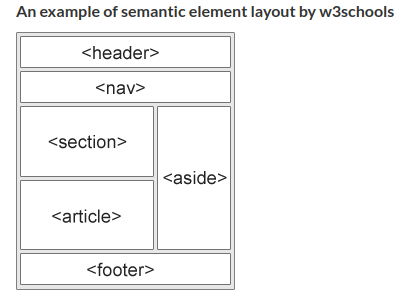 An example of semantic element layout by w3schools
<header>
<nav>
<section>
<aside>
<article>
<footer>